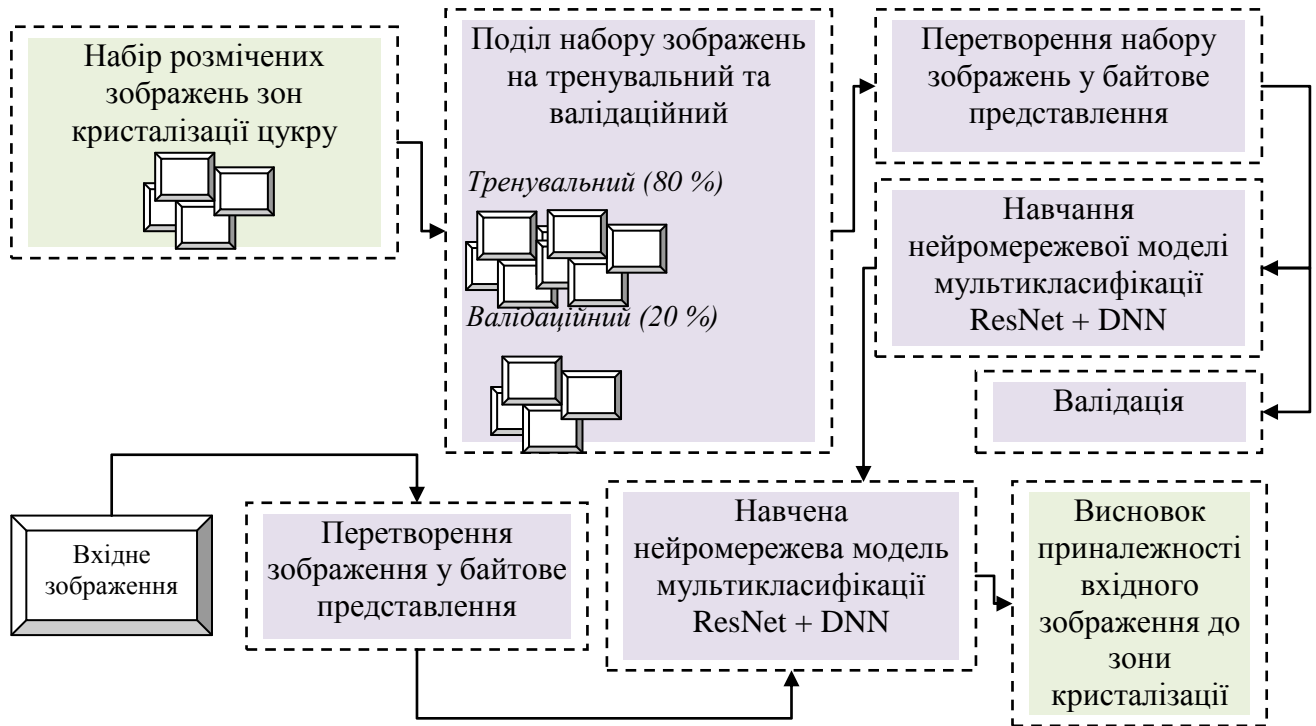 Набір розмічених
зображень зон
кристалізації цукру
Поділ набору зображень
на тренувальний та
валідаційний
Тренувальний (80 %)
Валідаційний (20 %)
Перетворення набору
зображень у байтове
представлення
Навчання
нейромережевої моделі
мультикласифікації
ResNet + DNN
Валідація
Вхідне
зображення
Перетворення
зображення у байтове
представлення
Навчена
нейромережева модель
мультикласифікації
ResNet + DNN
Висновок
приналежності
вхідного
зображення до
зони
кристалізації